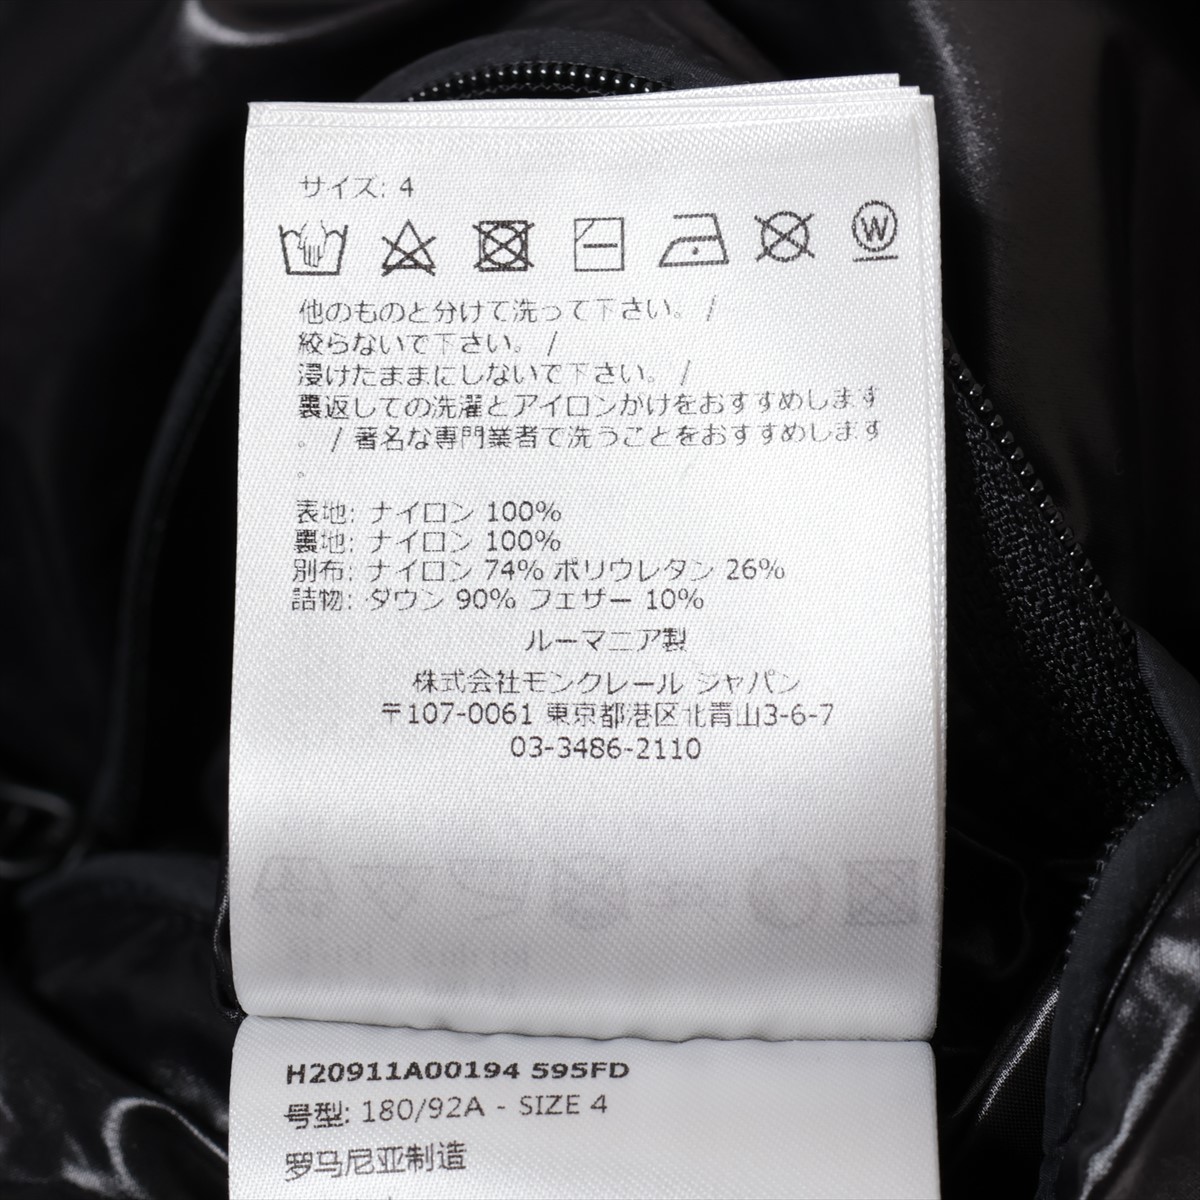 サイズ: 4
W
他のものと分けて洗って下さい。 /
絞らないで下さい。 /
浸けたままにしないで下さい。 /
裏返しての洗濯とアイロンかけをおすすめします
。 / 著名な専門業者で洗うことをおすすめします
。
表地: ナイロン 100%
裏地: ナイロン 100%
別布: ナイロン 74% ポリウレタン 26%
詰物: ダウン 90% フェザー 10%
ルーマニア製
株式会社モンクレール ジャパン
〒107-0061 東京都港区北青山3-6-7
03-3486-2110
H20911A00194 595FD
号型: 180/92A - SIZE 4
罗马尼亚制造